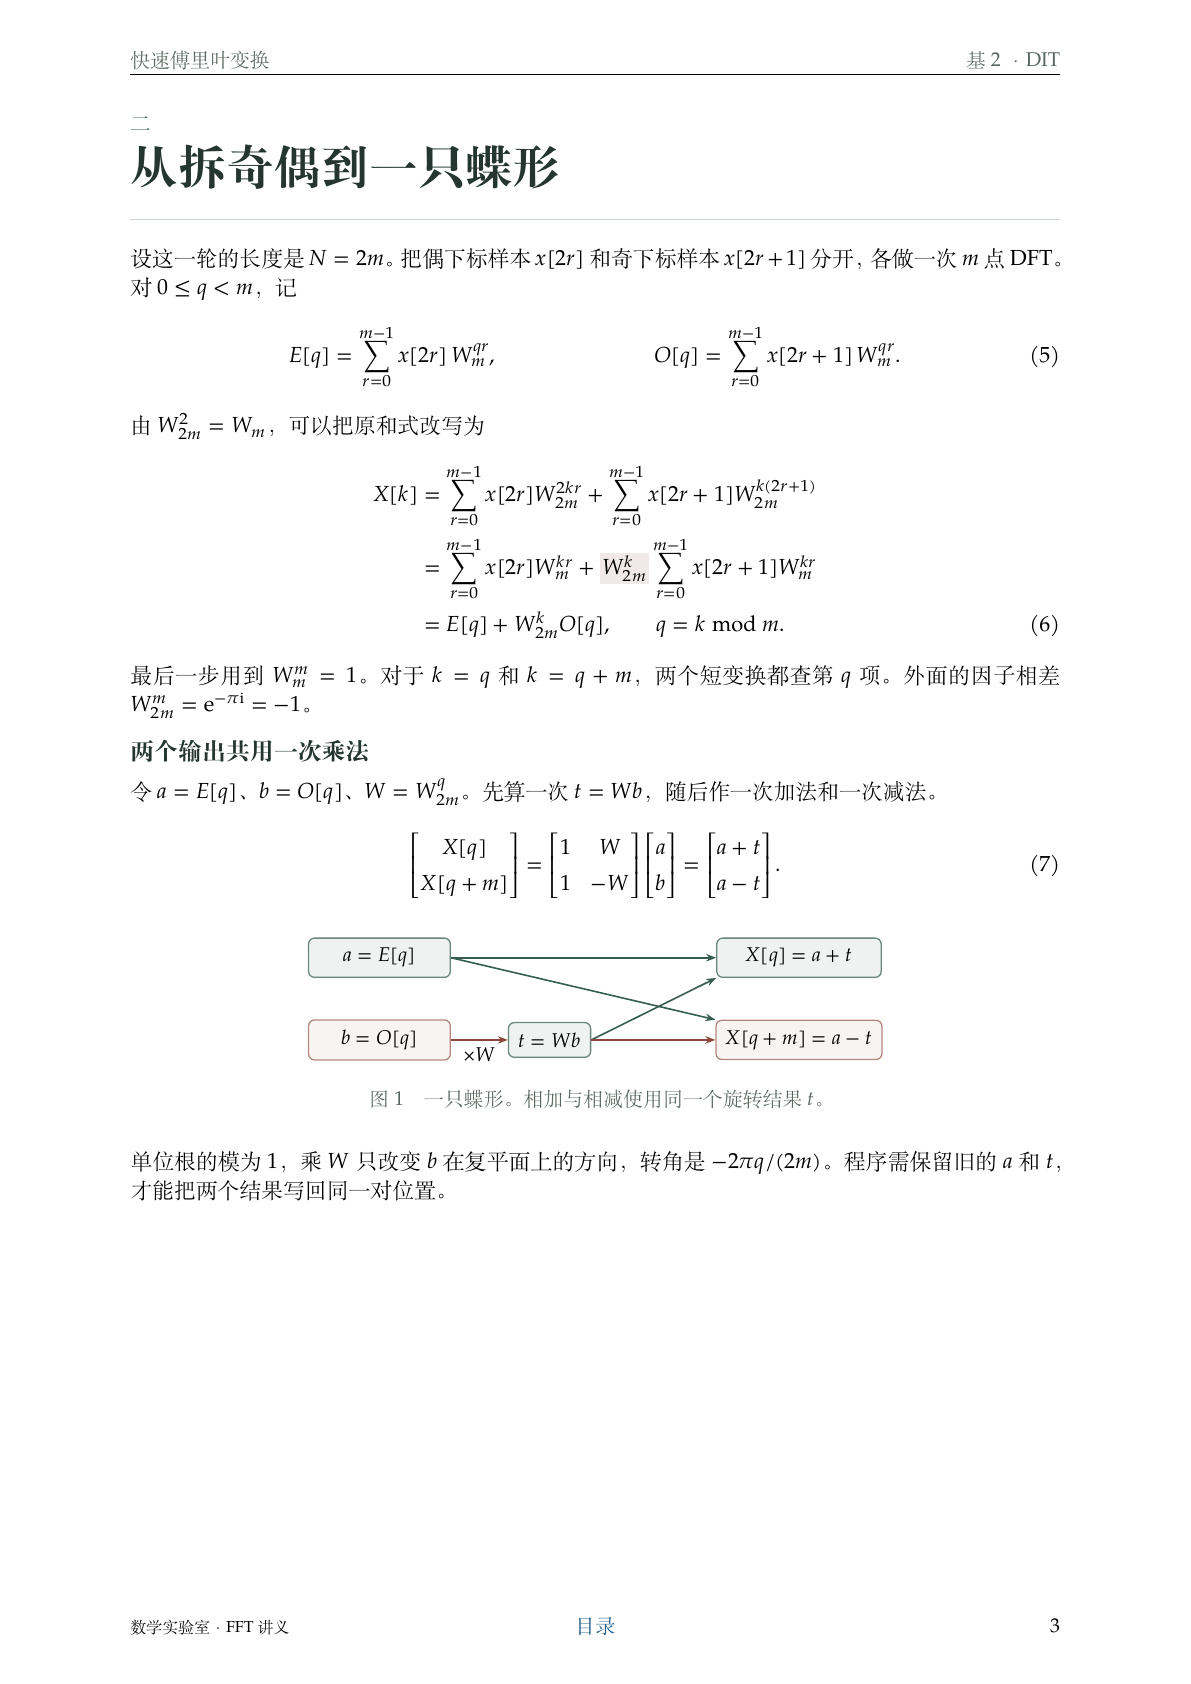 快速傅里叶变换
基 2 · DIT
二
从拆奇偶到一只蝶形
设这一轮的长度是 N = 2m。把偶下标样本 x[2r] 和奇下标样本 x[2r + 1] 分开，各做一次 m 点 DFT。
对 0 ≤ q < m，记
E[q] = ∑_{r=0}^{m−1} x[2r] W_m^{qr}, O[q] = ∑_{r=0}^{m−1} x[2r + 1] W_m^{qr}. (5)
由 W_{2m}^2 = W_m，可以把原和式改写为
X[k] = ∑_{r=0}^{m−1} x[2r]W_{2m}^{2kr} + ∑_{r=0}^{m−1} x[2r + 1]W_{2m}^{k(2r+1)}
= ∑_{r=0}^{m−1} x[2r]W_m^{kr} + W_{2m}^k ∑_{r=0}^{m−1} x[2r + 1]W_m^{kr}
= E[q] + W_{2m}^k O[q], q = k mod m. (6)
最后一步用到 W_m^m = 1。对于 k = q 和 k = q + m，两个短变换都查第 q 项。外面的因子相差
W_{2m}^m = e^{−πi} = −1。
两个输出共用一次乘法
令 a = E[q]、b = O[q]、W = W_{2m}^q。先算一次 t = Wb，随后作一次加法和一次减法。
[X[q]; X[q + m]] = [1 W; 1 −W] [a; b] = [a + t; a − t]. (7)
a = E[q]
X[q] = a + t
b = O[q]
×W
t = Wb
X[q + m] = a − t
图 1 一只蝶形。相加与相减使用同一个旋转结果 t。
单位根的模为 1，乘 W 只改变 b 在复平面上的方向，转角是 −2πq/(2m)。程序需保留旧的 a 和 t，
才能把两个结果写回同一对位置。
数学实验室 · FFT 讲义
目录
3